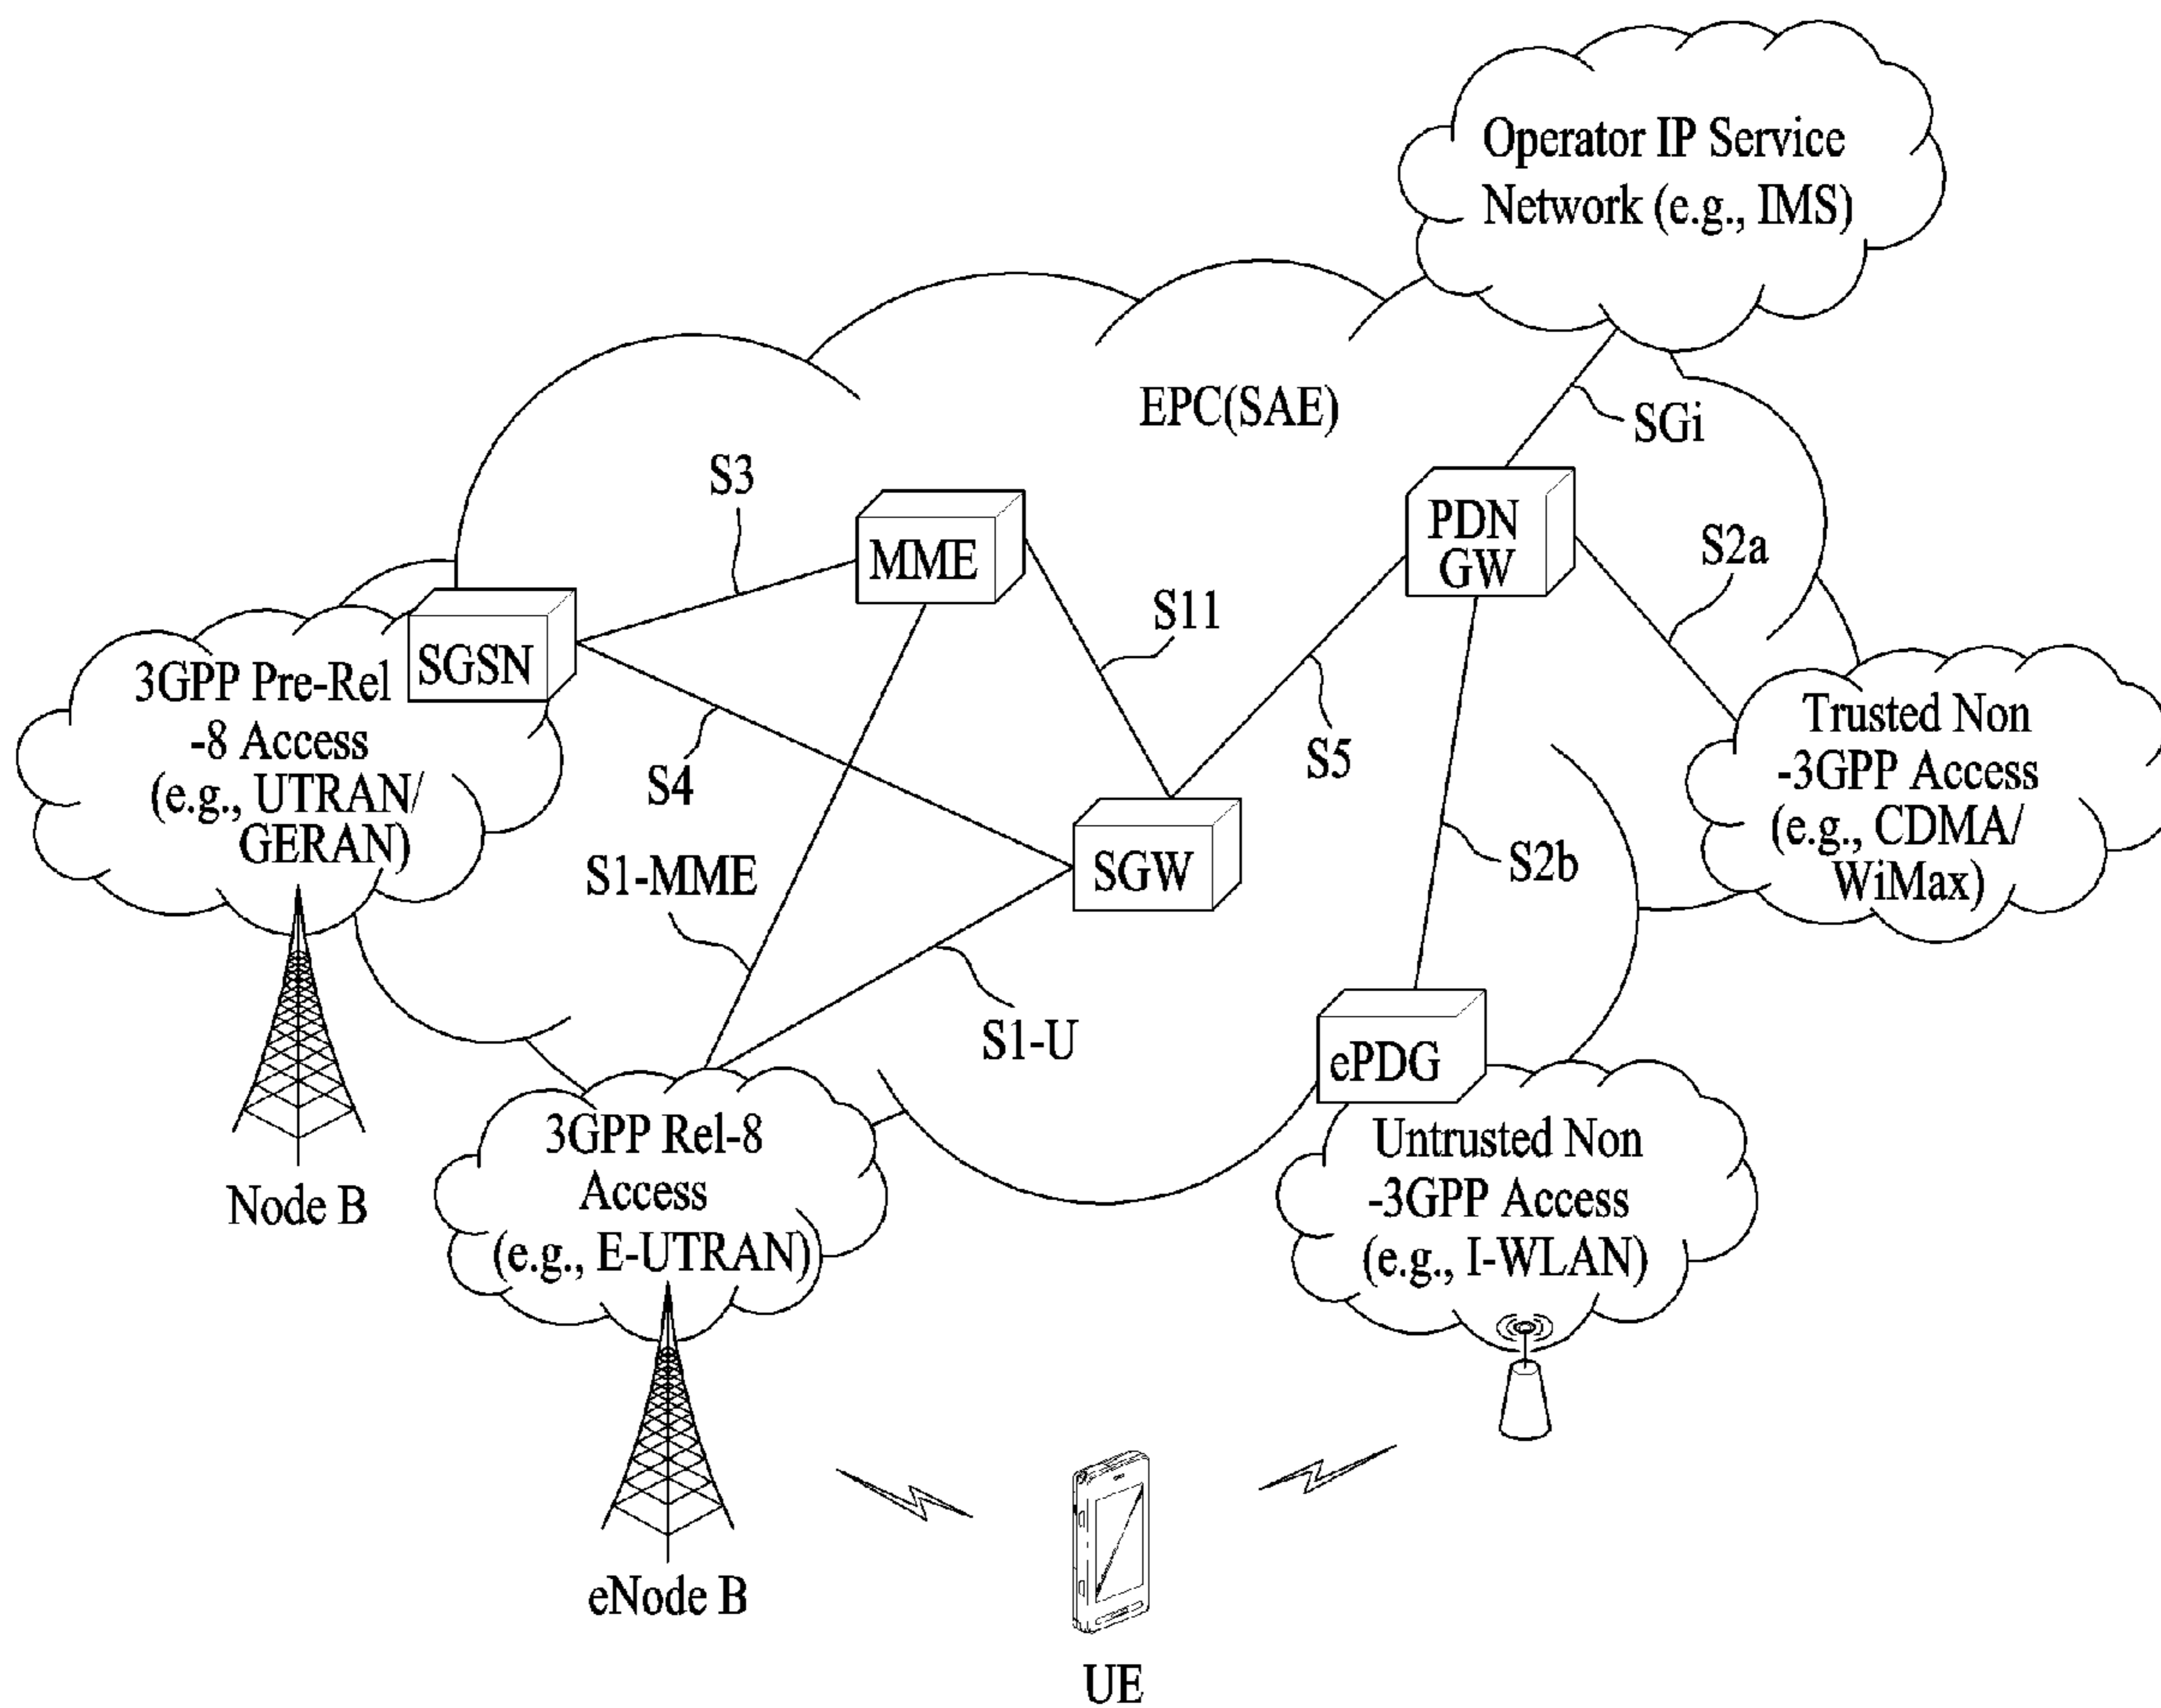 Operator IP Service
Network (e.g., IMS)
EPC(SAE)
SGi
S3
MME
PDN
GW
S2a
S11
SGSN
3GPP Pre-Rel
-8 Access
(e.g., UTRAN/
GERAN)
S4
S5
Trusted Non
-3GPP Access
(e.g., CDMA/
WiMax)
S1-MME
SGW
S2b
S1-U
ePDG
Node B
3GPP Rel-8
Access
(e.g., E-UTRAN)
Untrusted Non
-3GPP Access
(e.g., I-WLAN)
eNode B
UE